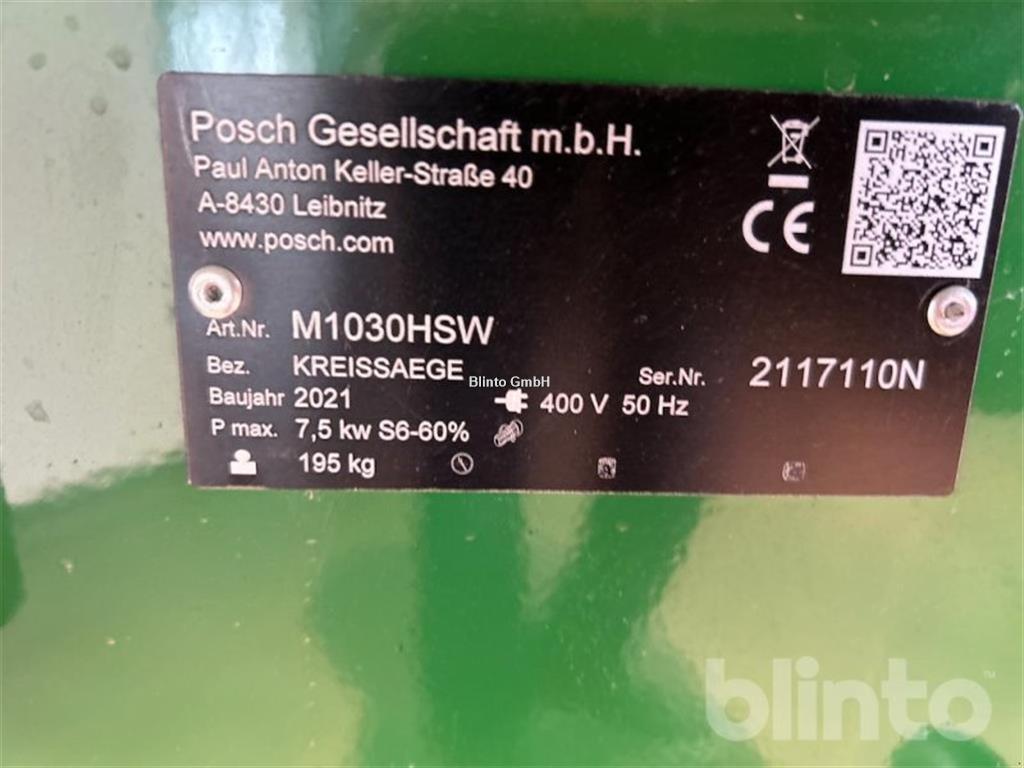 Posch Gesellschaft m.b.H.
Paul Anton Keller-Straße 40
A-8430 Leibnitz
www.posch.com
CE
Art.Nr. M1030HSW
Bez. KREISSAEGE
Ser.Nr. 2117110N
Blinto GmbH
Baujahr 2021 400 V 50 Hz
P max. 7,5 kw S6-60%
195 kg
blinto™